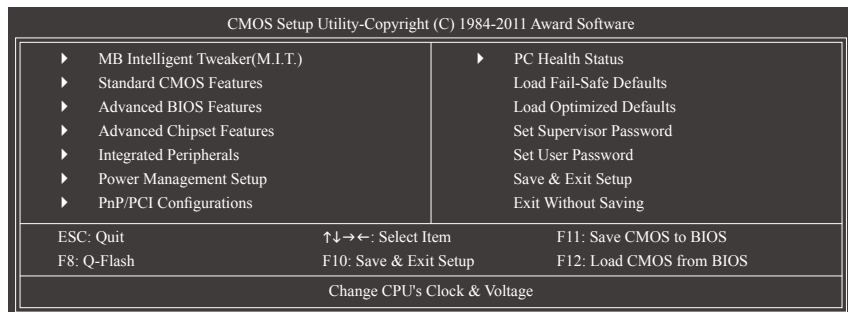 CMOS Setup Utility-Copyright (C) 1984-2011 Award Software
MB Intelligent Tweaker(M.I.T.)
Standard CMOS Features
Advanced BIOS Features
Advanced Chipset Features
Integrated Peripherals
Power Management Setup
PnP/PCI Configurations
PC Health Status
Load Fail-Safe Defaults
Load Optimized Defaults
Set Supervisor Password
Set User Password
Save & Exit Setup
Exit Without Saving
ESC: Quit ↑↓→←: Select Item F11: Save CMOS to BIOS
F8: Q-Flash F10: Save & Exit Setup F12: Load CMOS from BIOS
Change CPU's Clock & Voltage